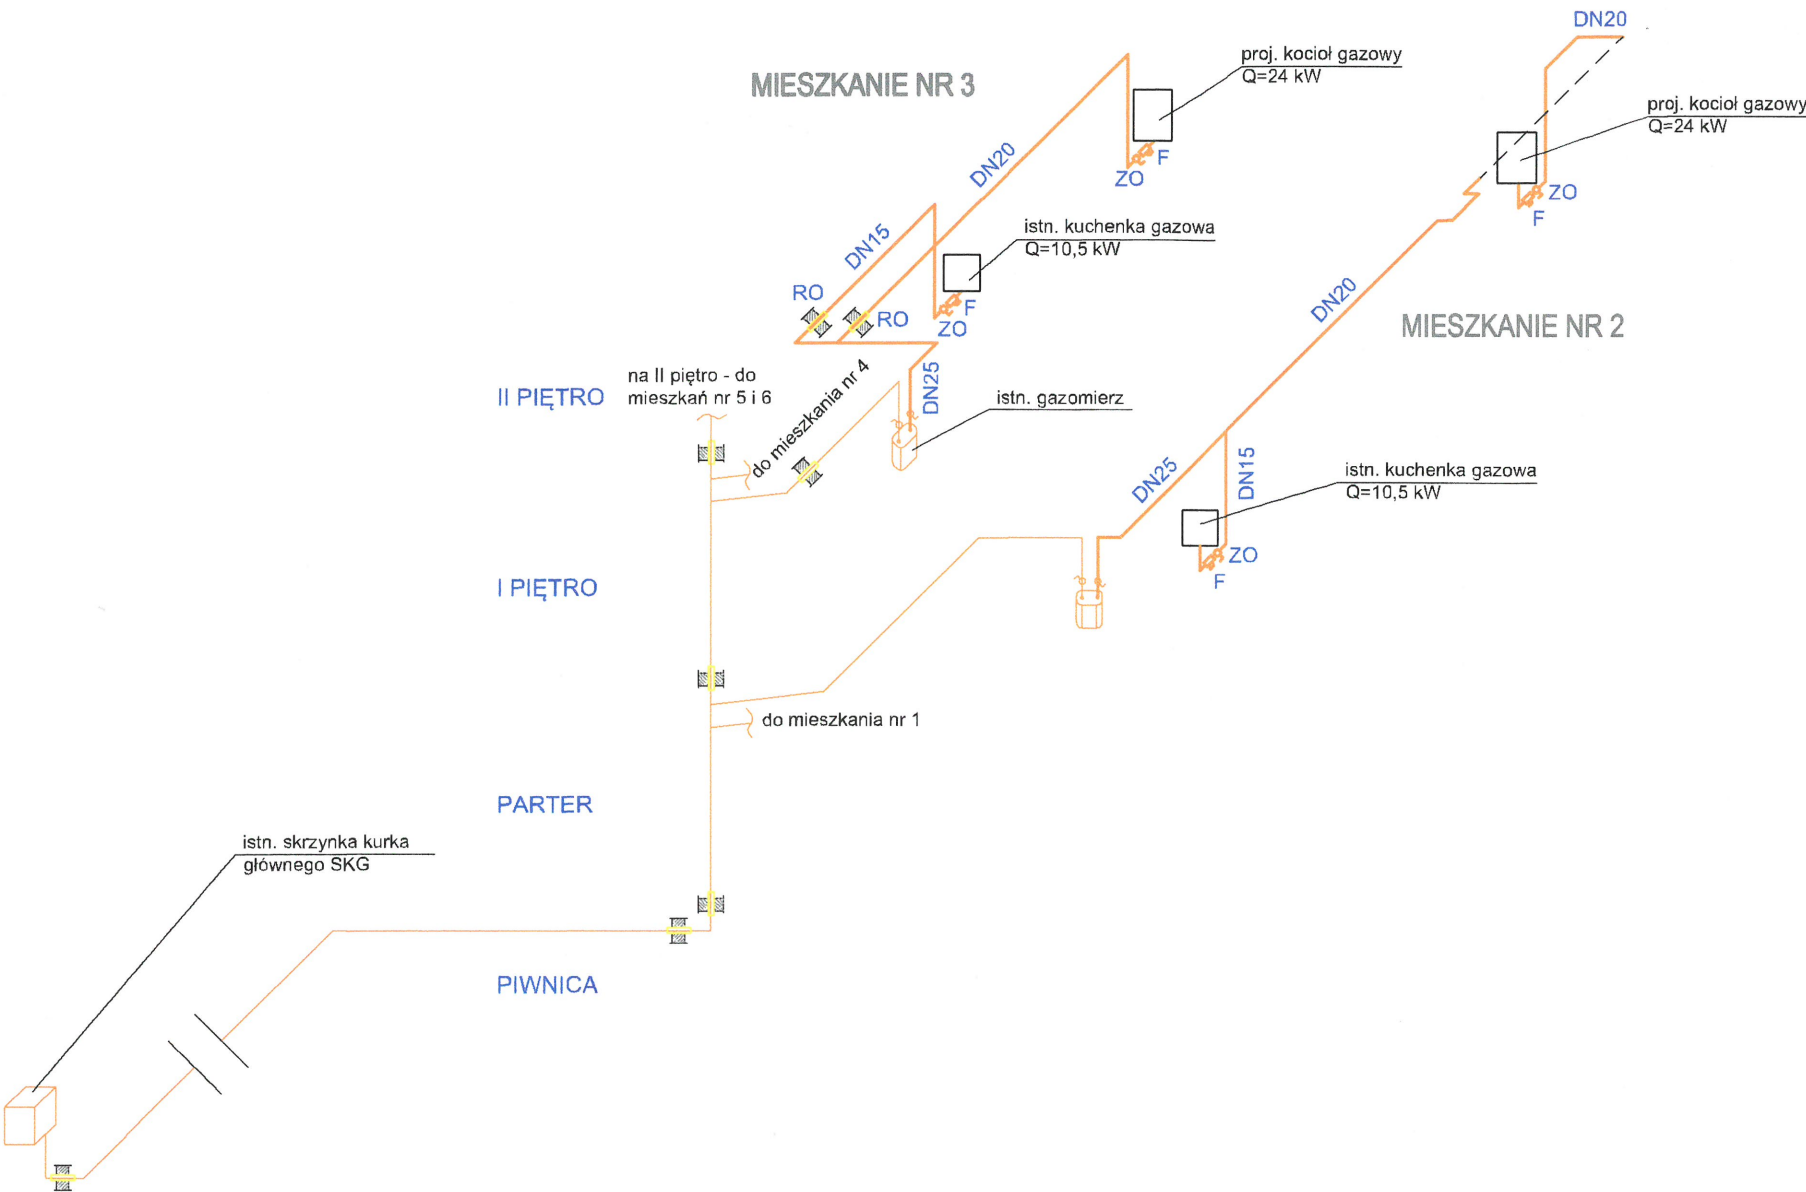 DN20
MIESZKANIE NR 3
proj. kocioł gazowy
Q=24 kW
proj. kocioł gazowy
Q=24 kW
DN20
F
ZO
ZO
F
DN15
istn. kuchenka gazowa
Q=10,5 kW
RO
RO
F
ZO
DN20
MIESZKANIE NR 2
II PIĘTRO
na II piętro - do
mieszkań nr 5 i 6
do mieszkania nr 4
DN25
istn. gazomierz
DN25
DN15
istn. kuchenka gazowa
Q=10,5 kW
ZO
F
I PIĘTRO
do mieszkania nr 1
PARTER
istn. skrzynka kurka
głównego SKG
PIWNICA